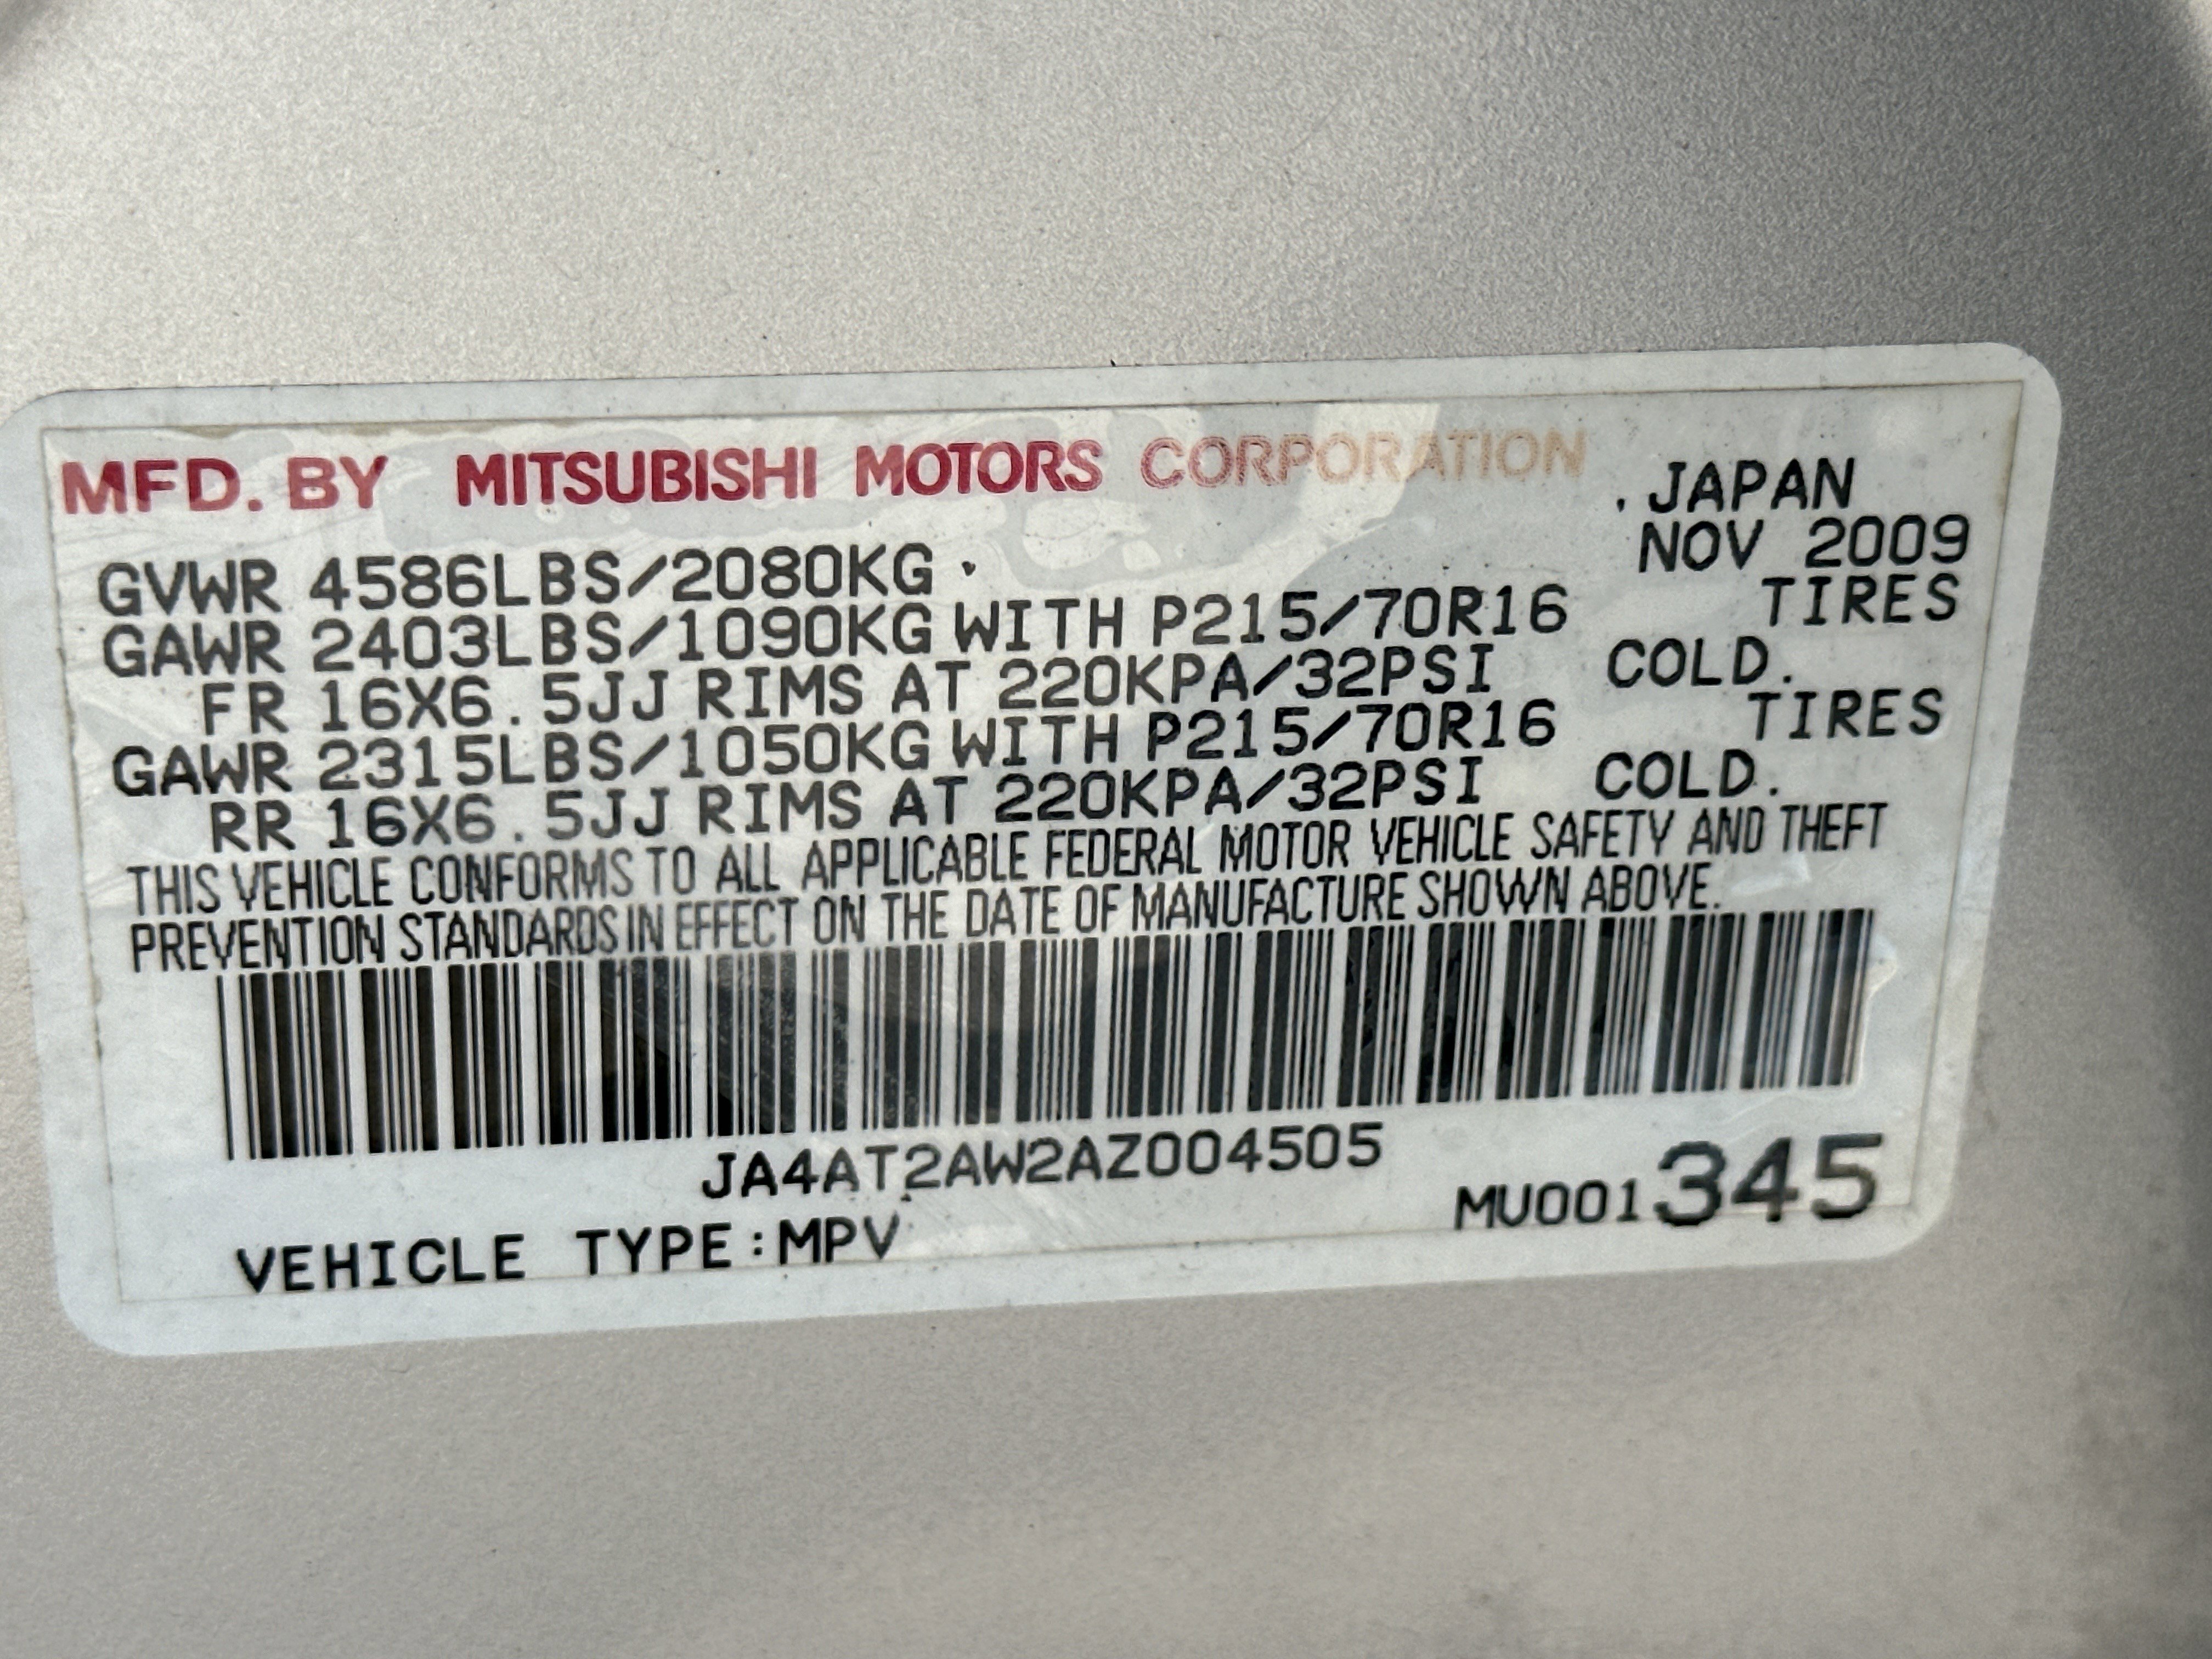 MFD. BY MITSUBISHI MOTORS CORPORATION , JAPAN
NOV 2009
GVWR 4586LBS/2080KG
GAWR 2403LBS/1090KG WITH P215/70R16 TIRES
FR 16X6.5JJ RIMS AT 220KPA/32PSI COLD.
GAWR 2315LBS/1050KG WITH P215/70R16 TIRES
RR 16X6.5JJ RIMS AT 220KPA/32PSI COLD.
THIS VEHICLE CONFORMS TO ALL APPLICABLE FEDERAL MOTOR VEHICLE SAFETY AND THEFT
PREVENTION STANDARDS IN EFFECT ON THE DATE OF MANUFACTURE SHOWN ABOVE.
JA4AT2AW2AZ004505
MU001345
VEHICLE TYPE:MPV